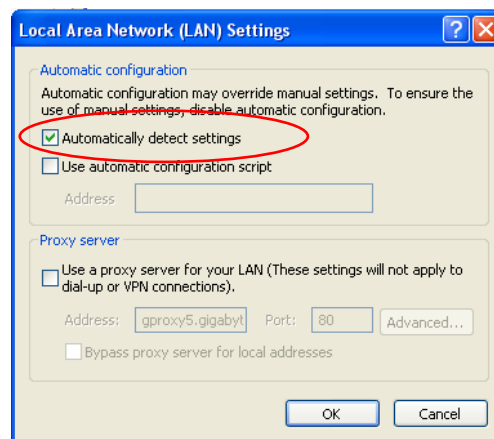 Local Area Network (LAN) Settings
Automatic configuration
Automatic configuration may override manual settings. To ensure the
use of manual settings, disable automatic configuration.
Automatically detect settings
Use automatic configuration script
Address
Proxy server
Use a proxy server for your LAN (These settings will not apply to
dial-up or VPN connections).
Address: gproxy5.gigabyt Port: 80 Advanced...
Bypass proxy server for local addresses
OK Cancel